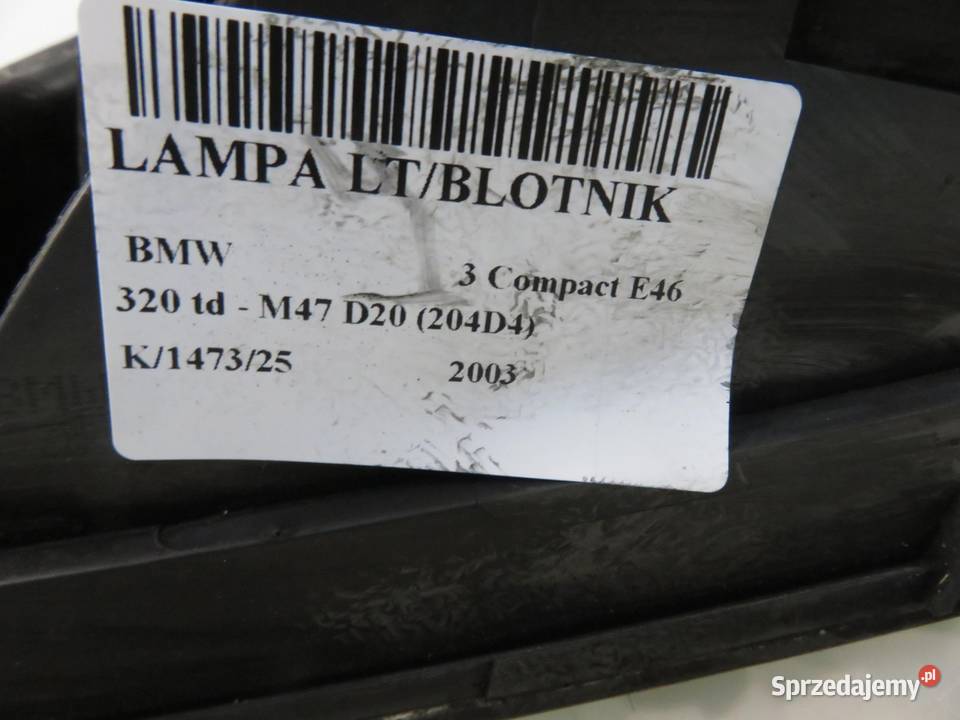 LAMPA LT/BLOTNIK
BMW
3 Compact E46
320 td - M47 D20 (204D4)
K/1473/25
2003
Sprzedajemy.pl